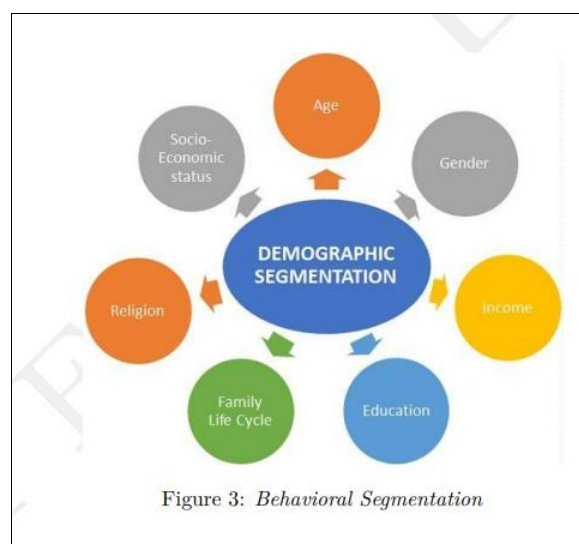 Age
Socio-
Economic
status
Gender
DEMOGRAPHIC
SEGMENTATION
Religion
Income
Family
Life Cycle
Education
Figure 3: Behavioral Segmentation